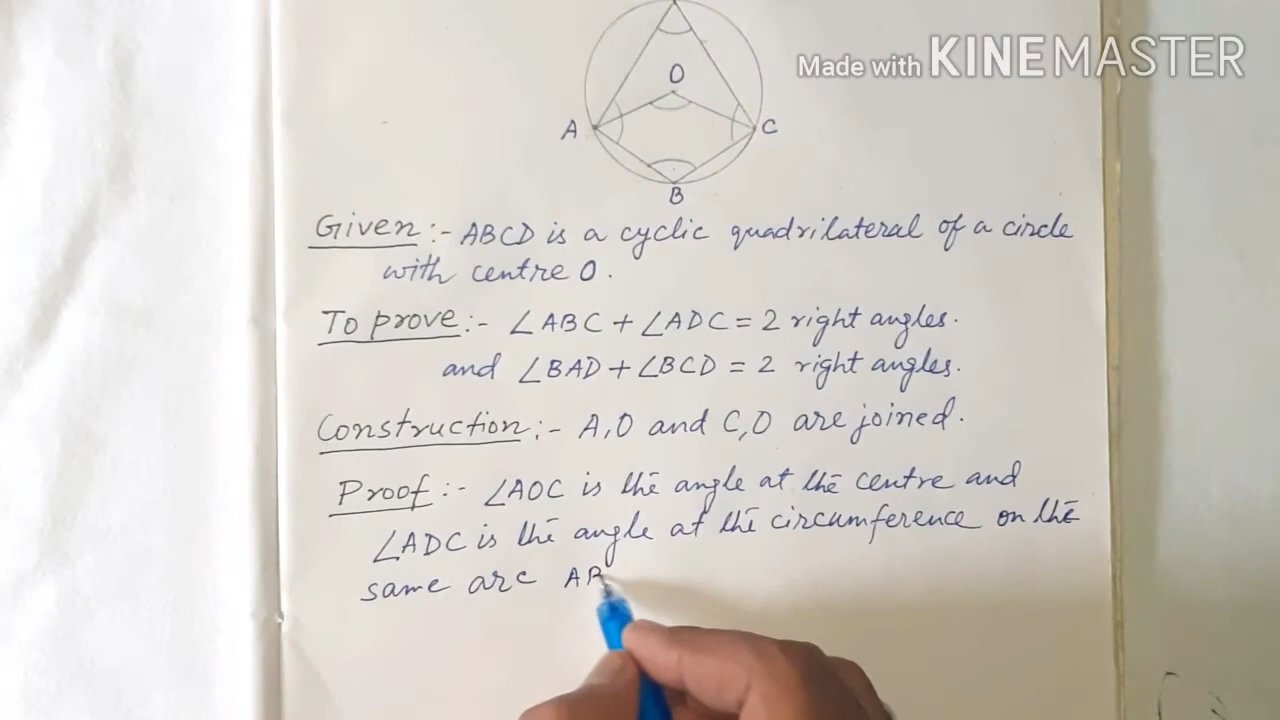 Made with KINEMASTER
O
A
C
B
Given :- ABCD is a cyclic quadrilateral of a circle
with centre O.
To prove :- ∠ABC + ∠ADC = 2 right angles.
and ∠BAD + ∠BCD = 2 right angles.
Construction :- A,O and C,O are joined.
Proof :- ∠AOC is the angle at the centre and
∠ADC is the angle at the circumference on the
same arc AB